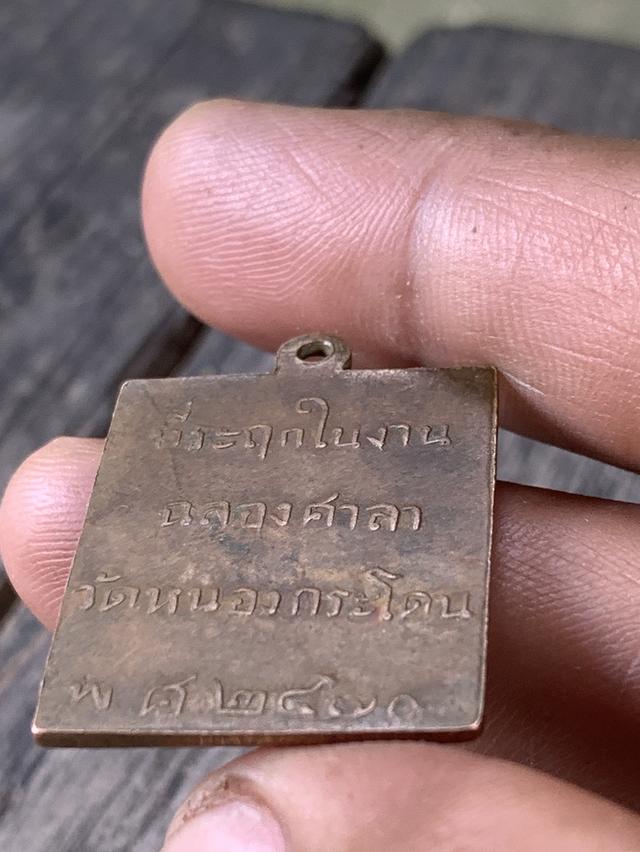 ที่ระฤกในงาน
ฉลองศาลา
วัดหนองกระโดน
พ ศ ๒๔๗๐